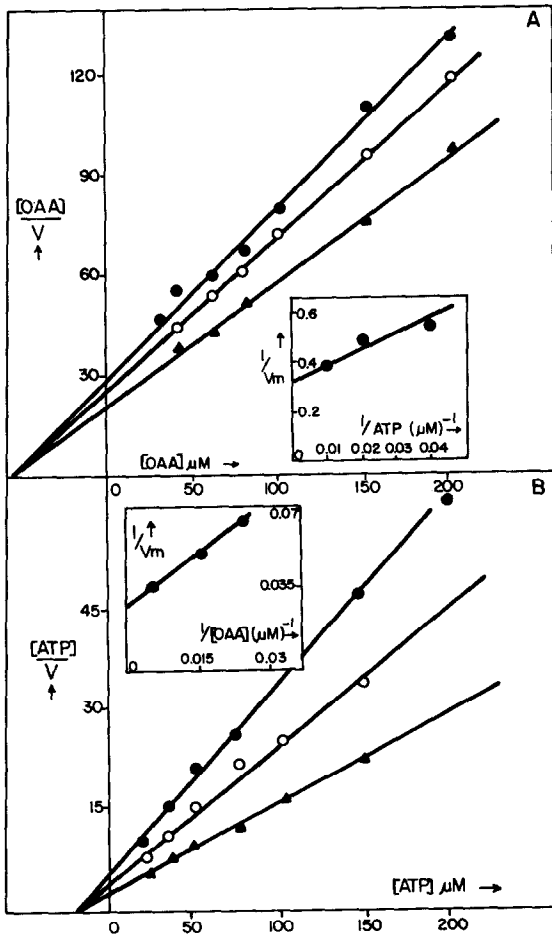 A
120
90
60
30
[OAA]
V
↑
0.6
0.4
0.2
0
1/Vm ↑
1/ATP (μM)⁻¹ →
0.01 0.02 0.03 0.04
[OAA] μM →
0 50 100 150 200
B
45
30
15
[ATP]
V
↑
1/Vm ↑
0.07
0.035
1/[OAA] (μM)⁻¹ →
0 0.015 0.03
[ATP] μM →
0 50 100 150 200